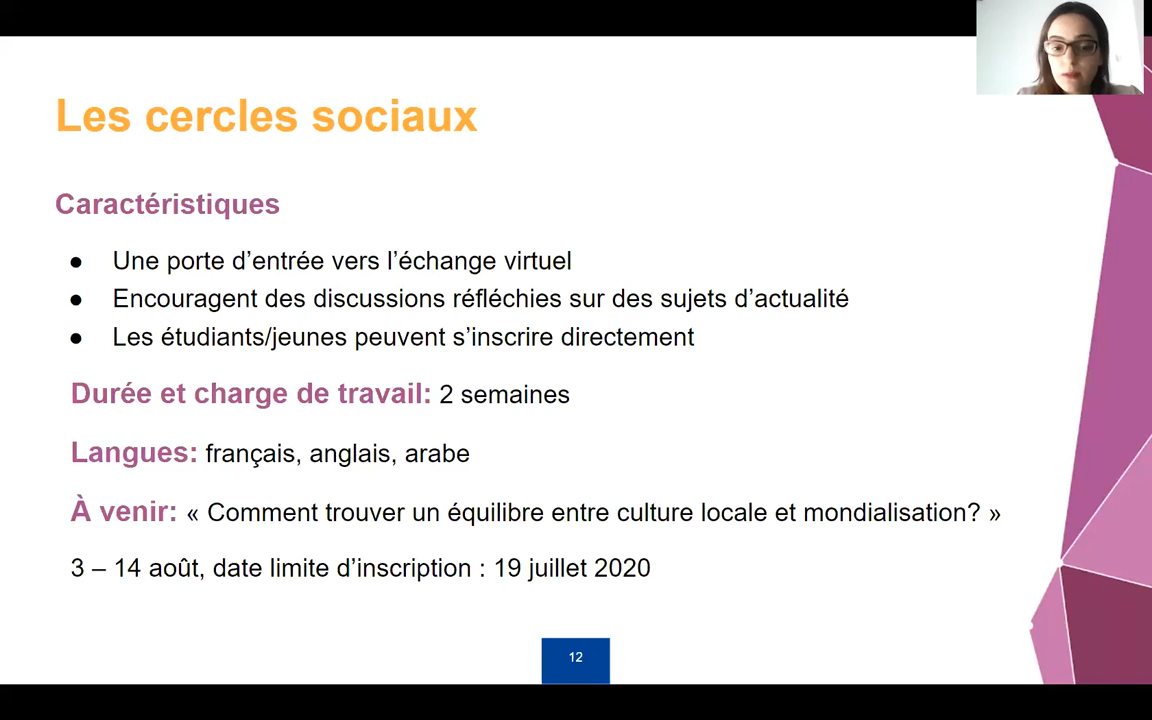 Les cercles sociaux
Caractéristiques
● Une porte d’entrée vers l’échange virtuel
● Encouragent des discussions réfléchies sur des sujets d’actualité
● Les étudiants/jeunes peuvent s’inscrire directement
Durée et charge de travail: 2 semaines
Langues: français, anglais, arabe
À venir: « Comment trouver un équilibre entre culture locale et mondialisation? »
3 – 14 août, date limite d’inscription : 19 juillet 2020
12